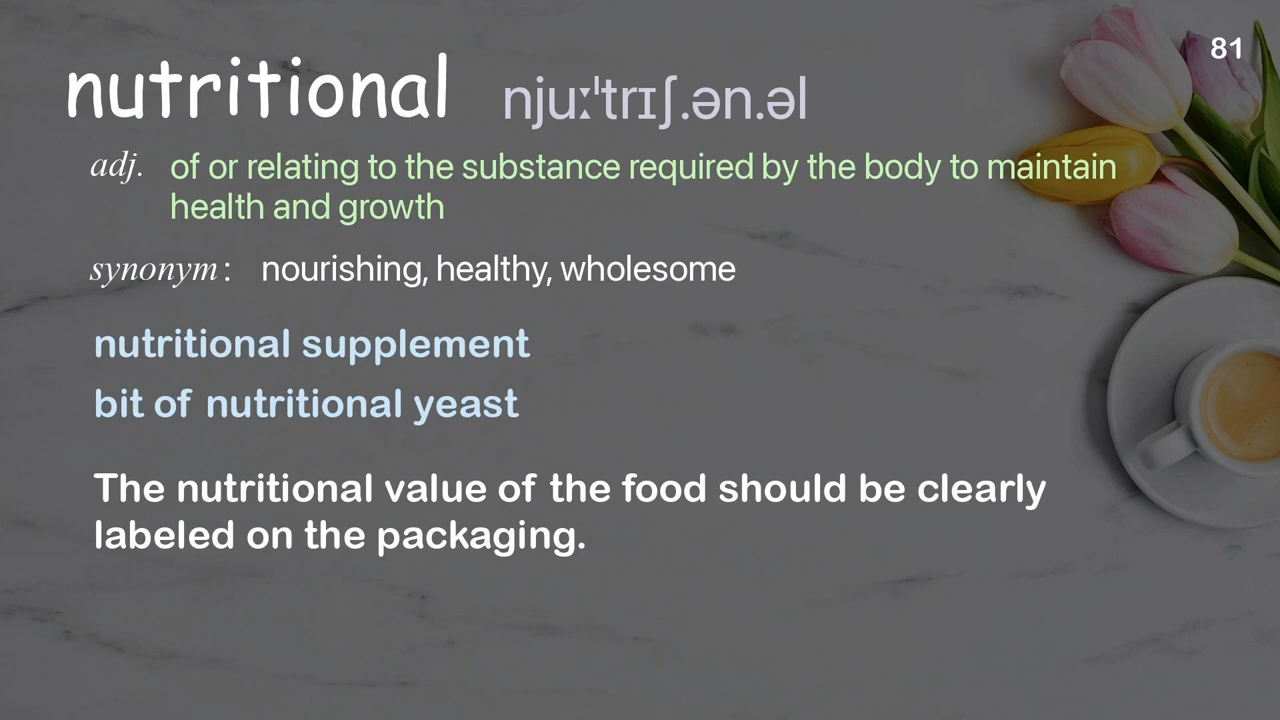 81
nutritional njuːˈtrɪʃ.ən.əl
adj. of or relating to the substance required by the body to maintain
health and growth
synonym : nourishing, healthy, wholesome
nutritional supplement
bit of nutritional yeast
The nutritional value of the food should be clearly
labeled on the packaging.